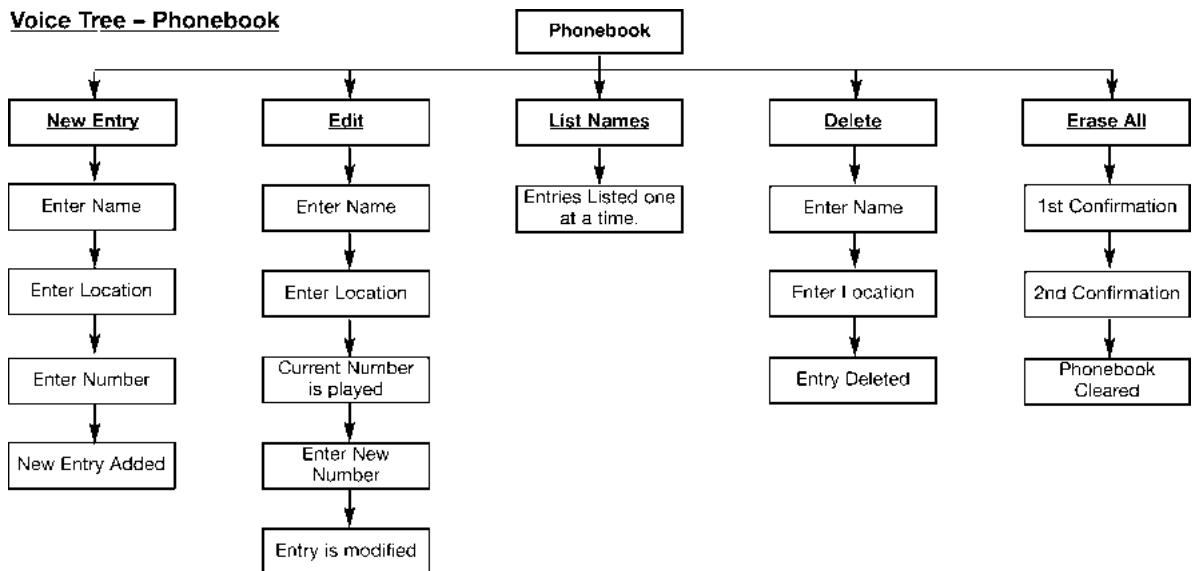 Voice Tree – Phonebook
Phonebook
New Entry
Edit
List Names
Delete
Erase All
Enter Name
Enter Name
Entries Listed one
at a time.
Enter Name
1st Confirmation
Enter Location
Enter Location
Enter Location
2nd Confirmation
Enter Number
Current Number
is played
Entry Deleted
Phonebook
Cleared
New Entry Added
Enter New
Number
Entry is modified